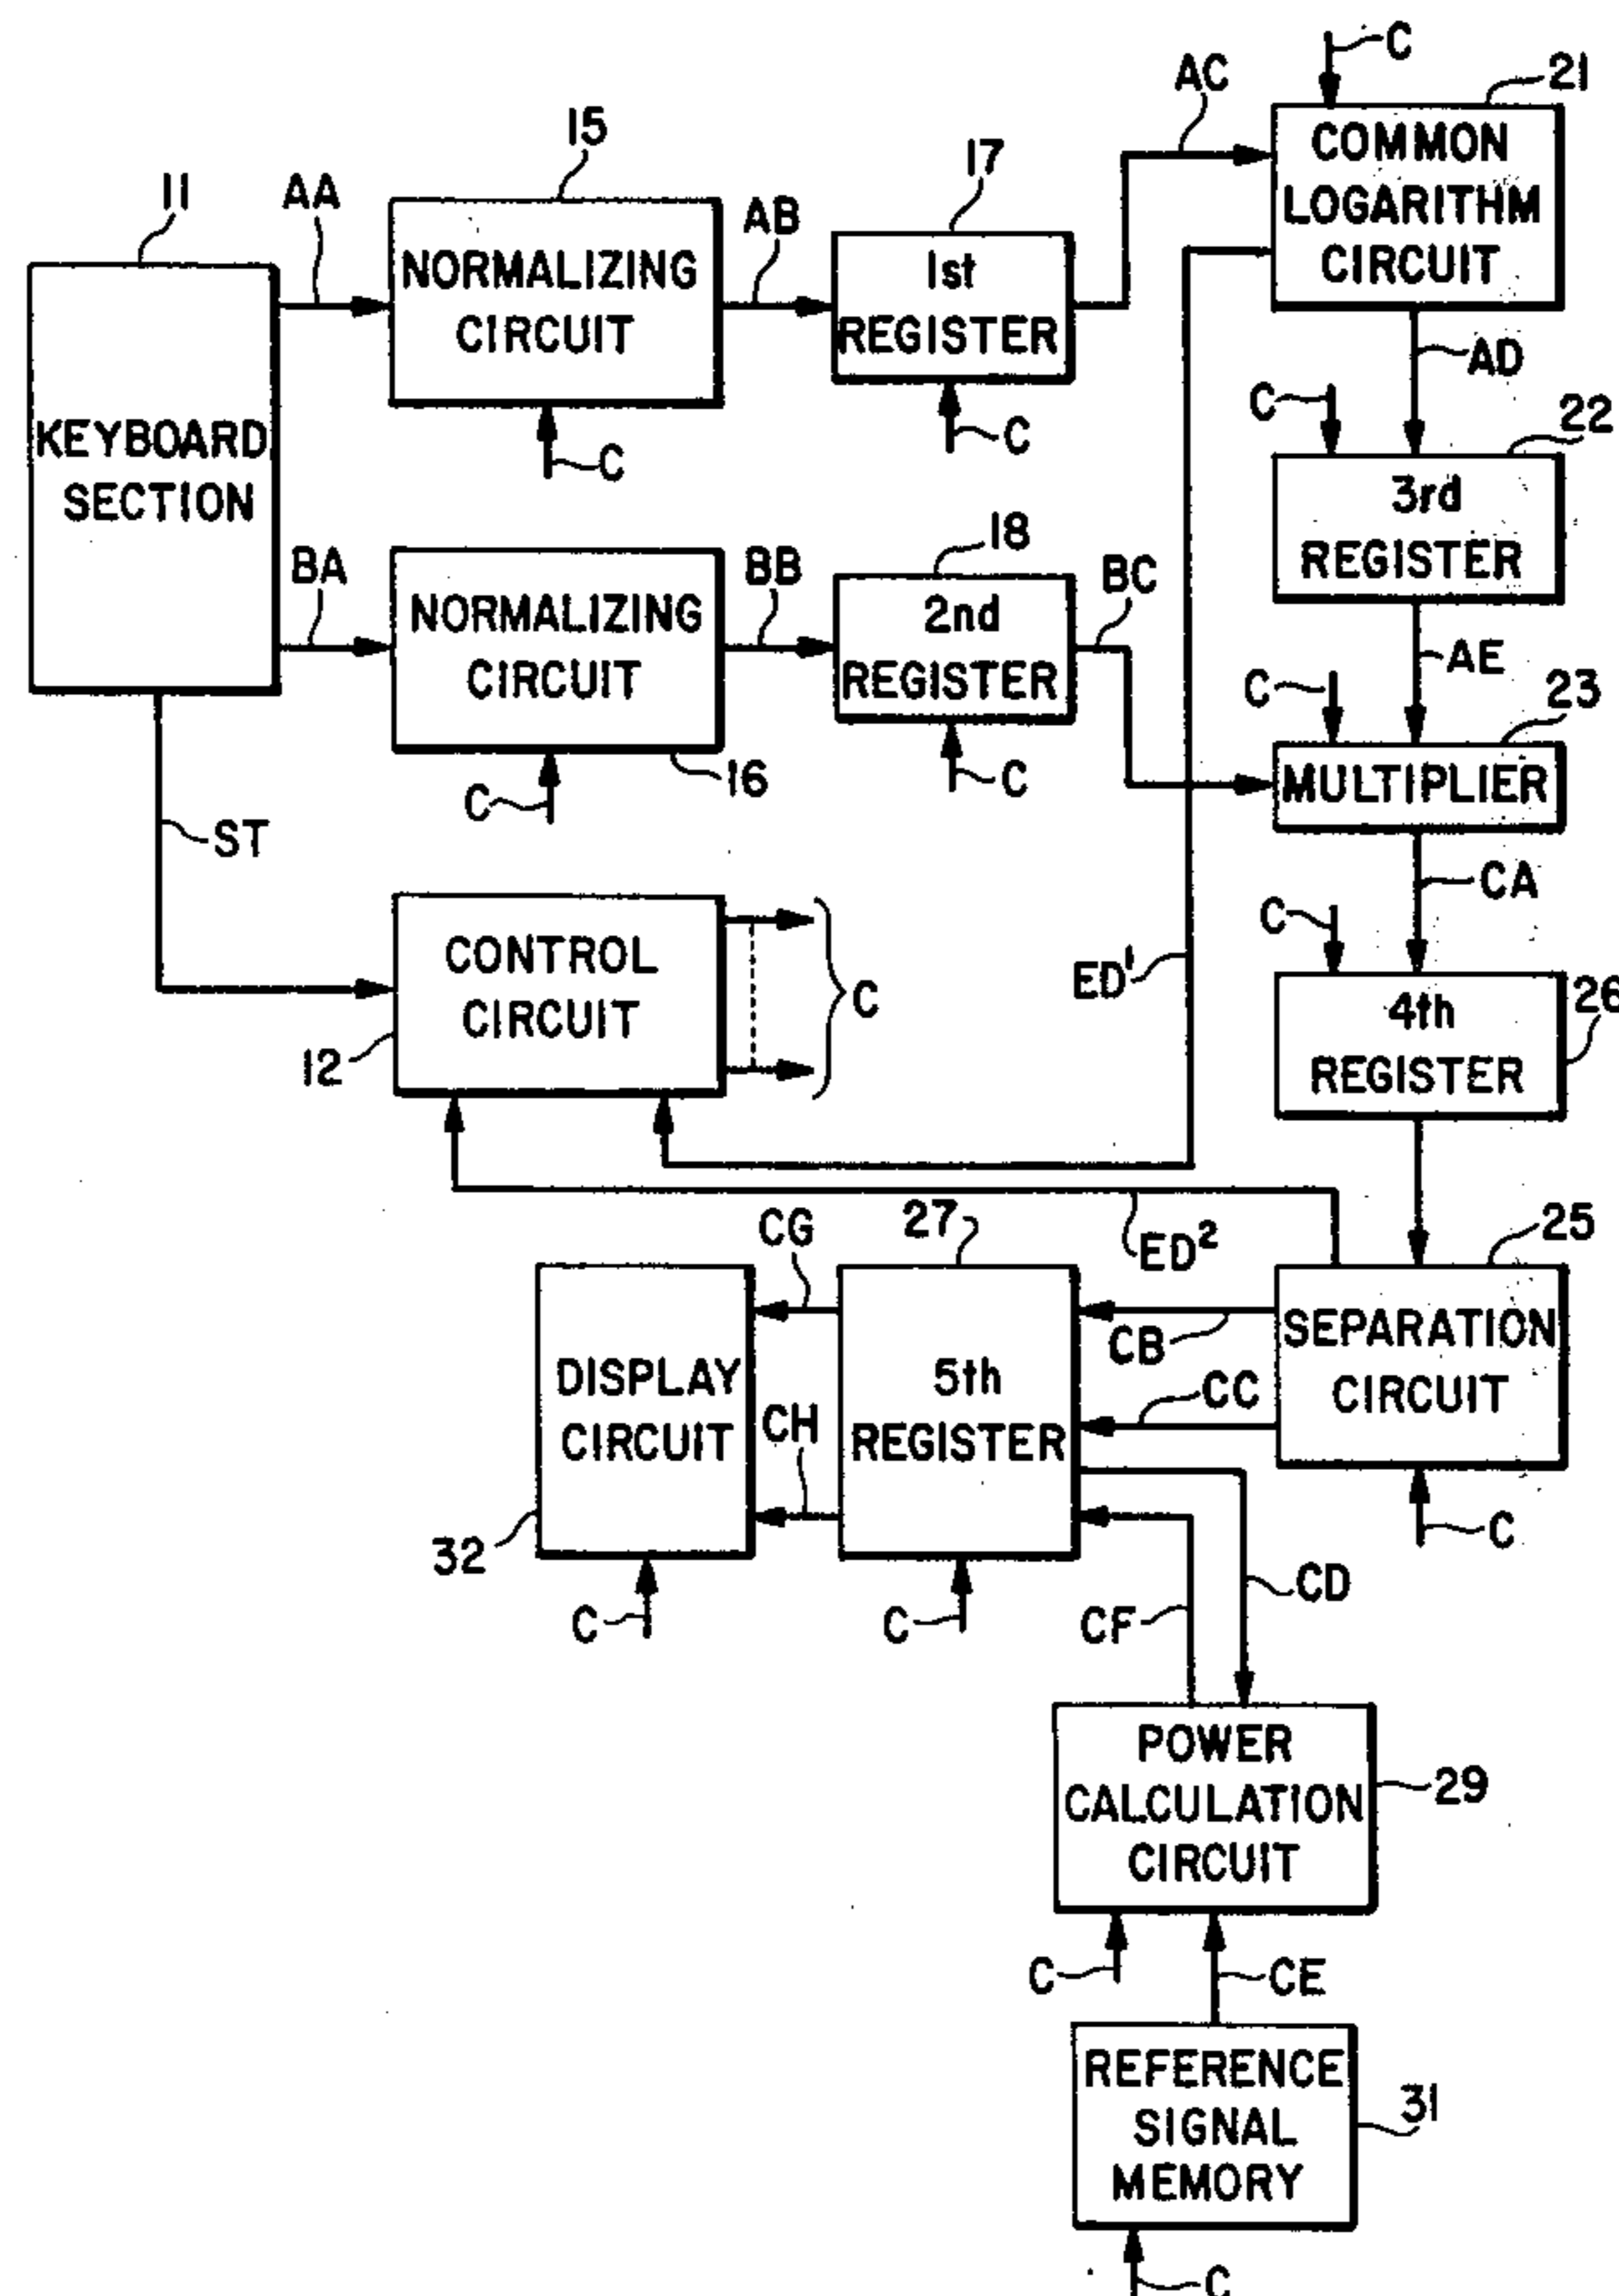 C
21
AC
COMMON
LOGARITHM
CIRCUIT
15
17
11
AA
NORMALIZING
CIRCUIT
AB
1st
REGISTER
C
C
AD
C
22
KEYBOARD
SECTION
3rd
REGISTER
18
BA
NORMALIZING
CIRCUIT
BB
2nd
REGISTER
BC
AE
C
23
16
C
C
MULTIPLIER
ST
CA
C
CONTROL
CIRCUIT
C
ED1
4th
REGISTER
26
12
27
25
CG
ED2
DISPLAY
CIRCUIT
CH
5th
REGISTER
CB
CC
SEPARATION
CIRCUIT
32
C
C
C
CF
CD
POWER
CALCULATION
CIRCUIT
29
C
CE
REFERENCE
SIGNAL
MEMORY
31
C